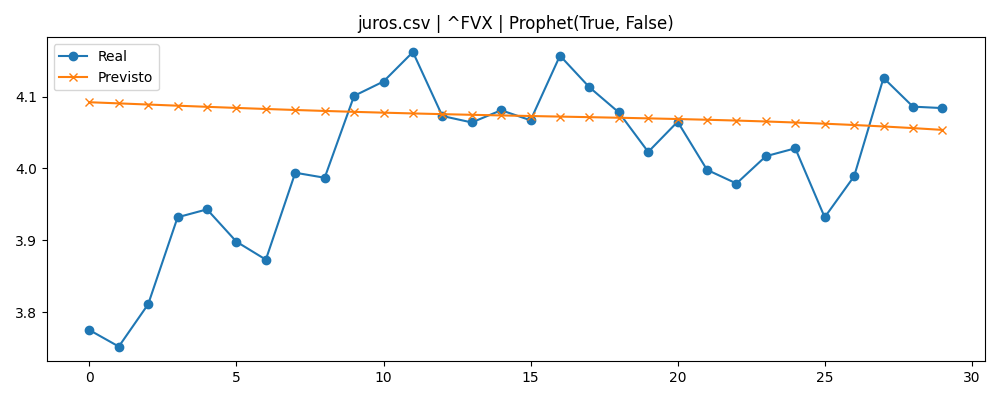 juros.csv | ^FVX | Prophet(True, False)
Real
Previsto
4.1
4.0
3.9
3.8
0 5 10 15 20 25 30